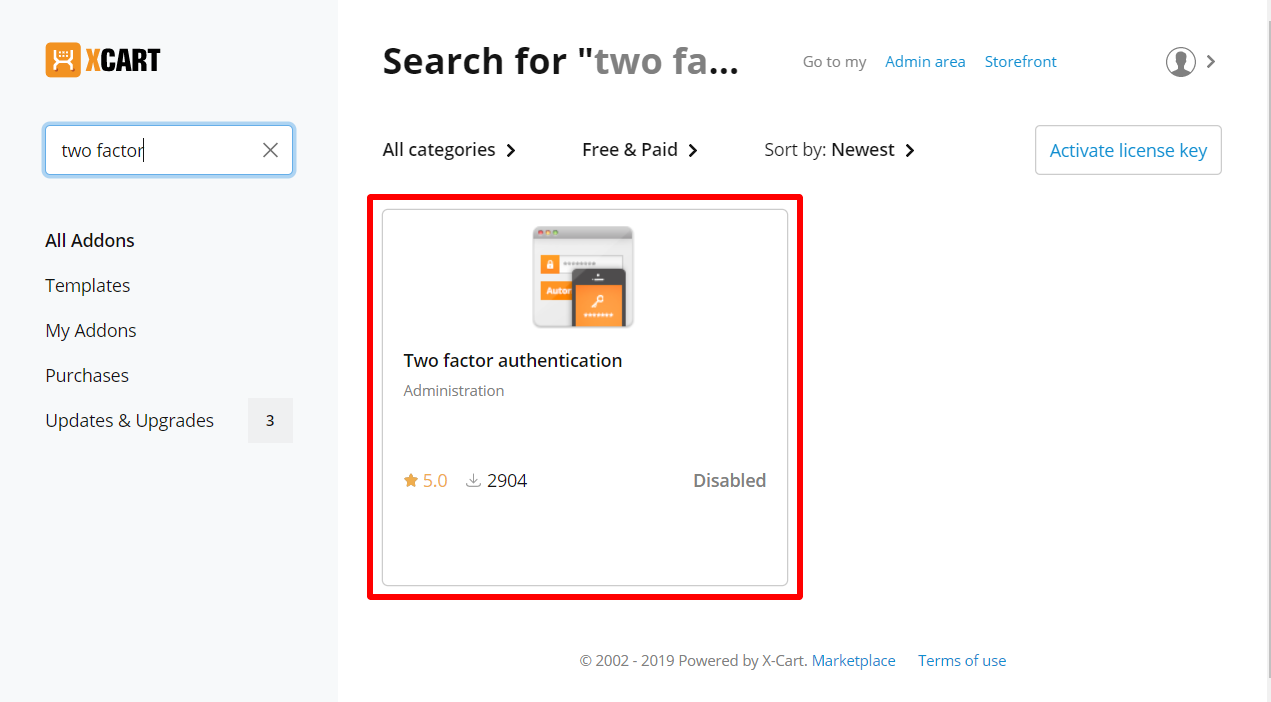 XCART
Search for "two fa...
Go to my Admin area Storefront
two factor
All categories Free & Paid Sort by: Newest Activate license key
All Addons
Templates
My Addons
Purchases
Updates & Upgrades 3
Autor
Two factor authentication
Administration
5.0 2904 Disabled
© 2002 - 2019 Powered by X-Cart. Marketplace Terms of use